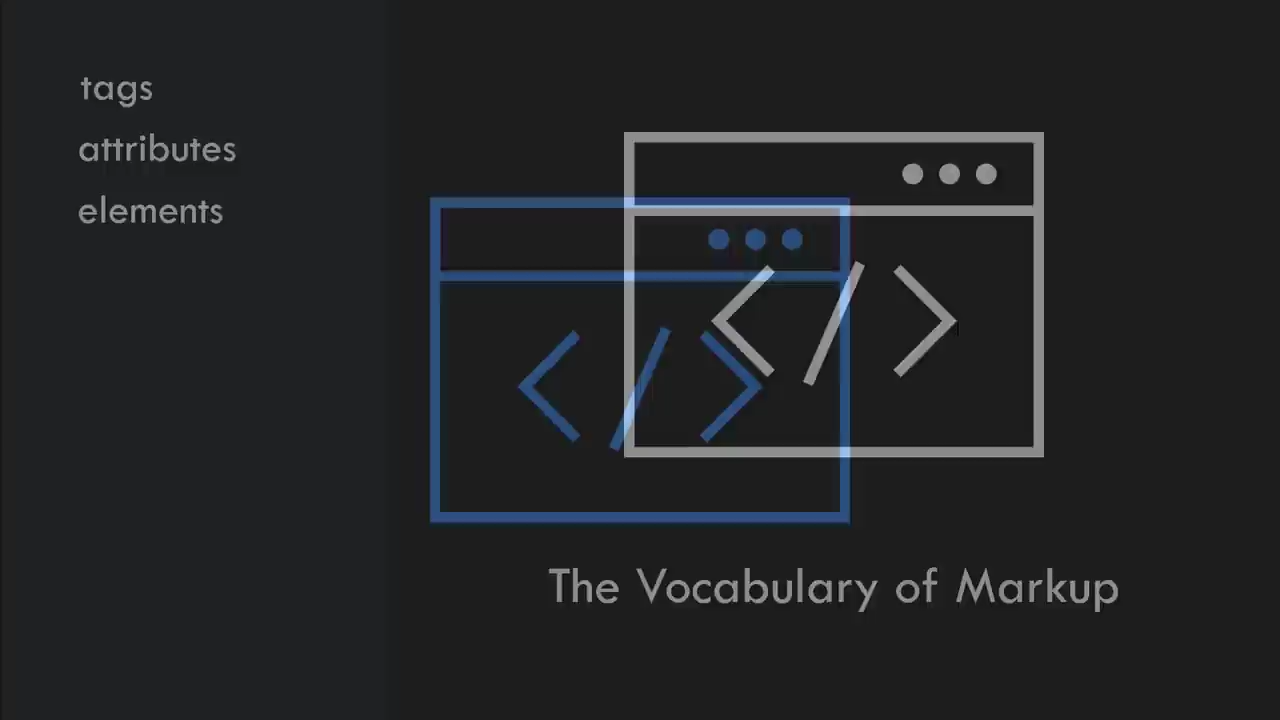 tags
attributes
elements
</>
</>
The Vocabulary of Markup